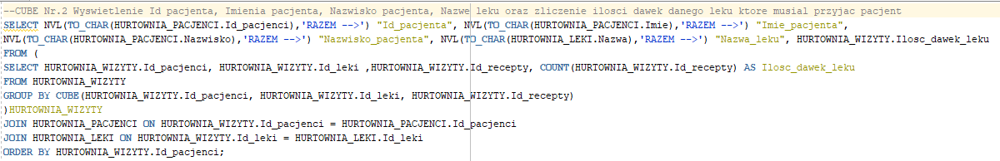 --CUBE Nr.2 Wyswietlenie Id pacjenta, Imienia pacjenta, Nazwisko pacjenta, Nazwe leku oraz zliczenie ilosci dawek danego leku ktore musial przyjac pacjent
SELECT NVL(TO_CHAR(HURTOWNIA_PACJENCI.Id_pacjenci),'RAZEM -->') "Id_pacjenta", NVL(TO_CHAR(HURTOWNIA_PACJENCI.Imie),'RAZEM -->') "Imie_pacjenta",
NVL(TO_CHAR(HURTOWNIA_PACJENCI.Nazwisko),'RAZEM -->') "Nazwisko_pacjenta", NVL(TO_CHAR(HURTOWNIA_LEKI.Nazwa),'RAZEM -->') "Nazwa_leku", HURTOWNIA_WIZYTY.Ilosc_dawek_leku
FROM (
SELECT HURTOWNIA_WIZYTY.Id_pacjenci, HURTOWNIA_WIZYTY.Id_leki ,HURTOWNIA_WIZYTY.Id_recepty, COUNT(HURTOWNIA_WIZYTY.Id_recepty) AS Ilosc_dawek_leku
FROM HURTOWNIA_WIZYTY
GROUP BY CUBE(HURTOWNIA_WIZYTY.Id_pacjenci, HURTOWNIA_WIZYTY.Id_leki, HURTOWNIA_WIZYTY.Id_recepty)
)HURTOWNIA_WIZYTY
JOIN HURTOWNIA_PACJENCI ON HURTOWNIA_WIZYTY.Id_pacjenci = HURTOWNIA_PACJENCI.Id_pacjenci
JOIN HURTOWNIA_LEKI ON HURTOWNIA_WIZYTY.Id_leki = HURTOWNIA_LEKI.Id_leki
ORDER BY HURTOWNIA_WIZYTY.Id_pacjenci;